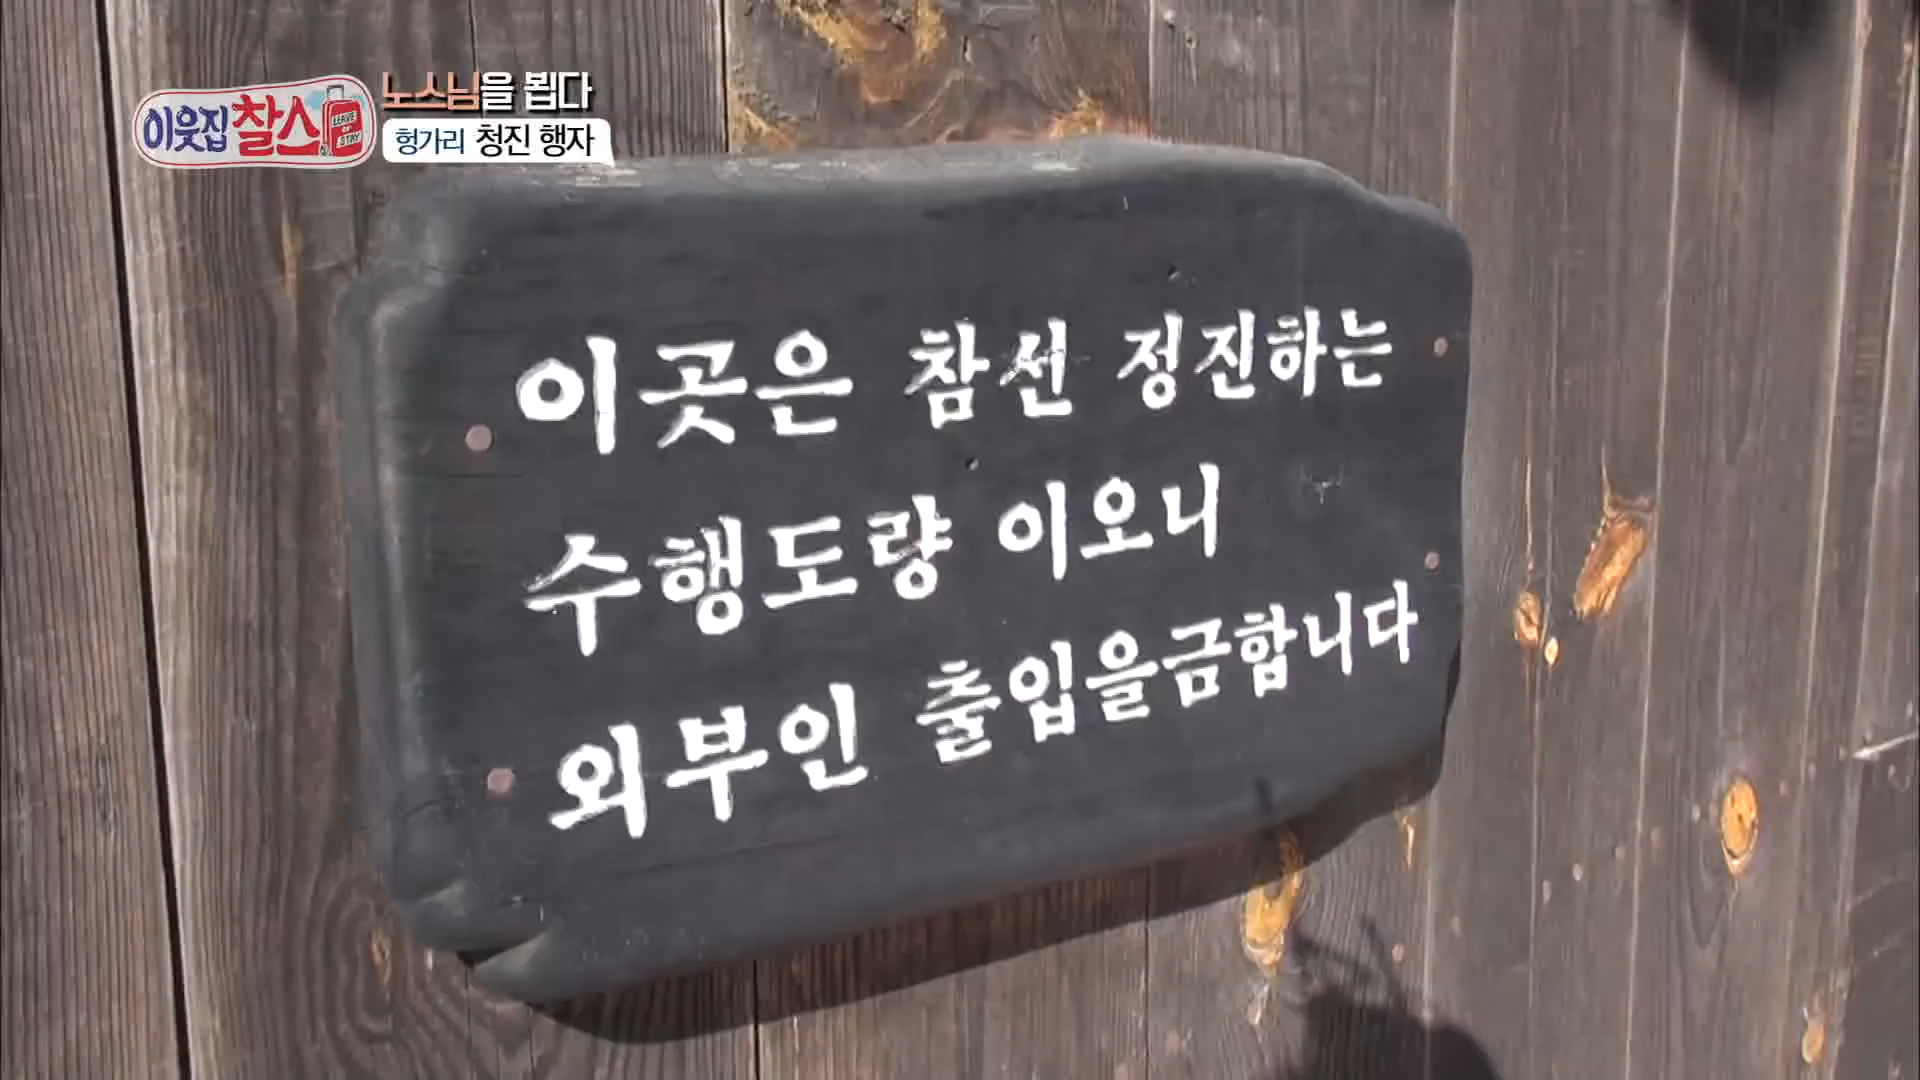 이웃집 찰스
LEAVE
OR
STAY
노스님을 뵙다
헝가리 청진 행자
이곳은 참선 정진하는
수행도량 이오니
외부인 출입을금합니다